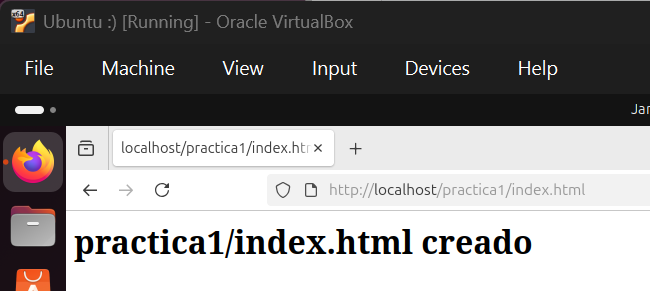 Ubuntu :) [Running] - Oracle VirtualBox
File Machine View Input Devices Help
Jan
localhost/practica1/index.htm
http://localhost/practica1/index.html
practica1/index.html creado